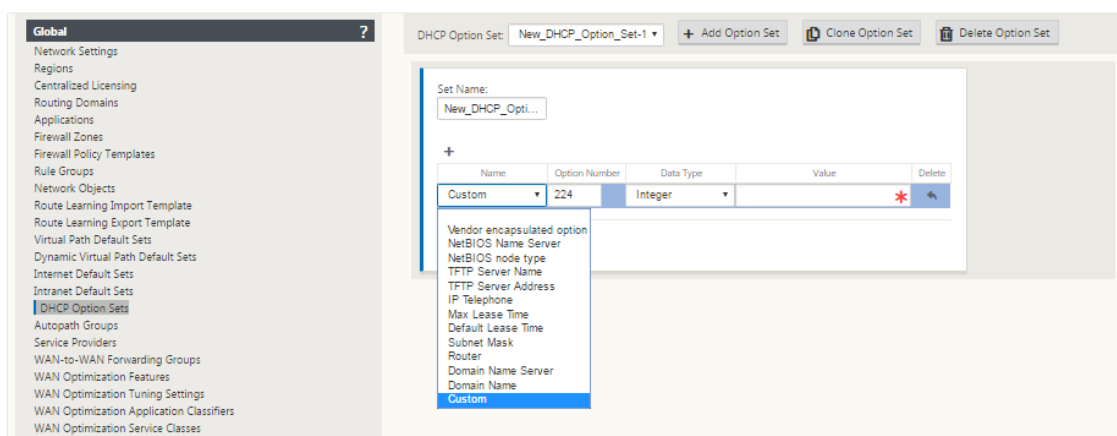 Global ?
Network Settings
Regions
Centralized Licensing
Routing Domains
Applications
Firewall Zones
Firewall Policy Templates
Rule Groups
Network Objects
Route Learning Import Template
Route Learning Export Template
Virtual Path Default Sets
Dynamic Virtual Path Default Sets
Internet Default Sets
Intranet Default Sets
DHCP Option Sets
Autopath Groups
Service Providers
WAN-to-WAN Forwarding Groups
WAN Optimization Features
WAN Optimization Tuning Settings
WAN Optimization Application Classifiers
WAN Optimization Service Classes
DHCP Option Set: New_DHCP_Option_Set-1 + Add Option Set Clone Option Set Delete Option Set
Set Name:
New_DHCP_Opti...
+
Name Option Number Data Type Value Delete
Custom 224 Integer *
Vendor encapsulated option
NetBIOS Name Server
NetBIOS node type
TFTP Server Name
TFTP Server Address
IP Telephone
Max Lease Time
Default Lease Time
Subnet Mask
Router
Domain Name Server
Domain Name
Custom